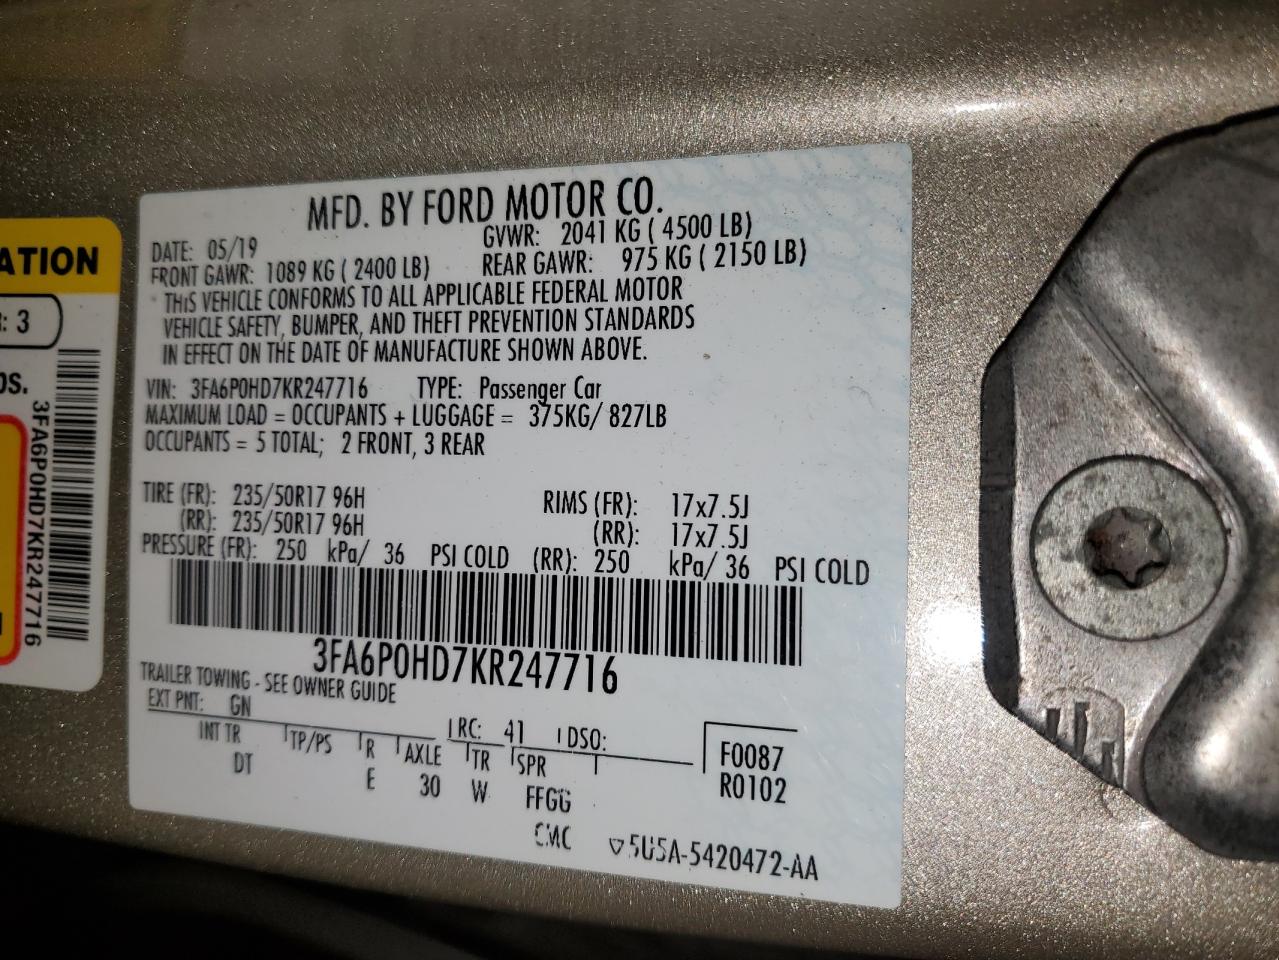 ATION
: 3
3FA6P0HD7KR247716
MFD. BY FORD MOTOR CO.
DATE: 05/19 GVWR: 2041 KG ( 4500 LB)
FRONT GAWR: 1089 KG ( 2400 LB) REAR GAWR: 975 KG ( 2150 LB)
THIS VEHICLE CONFORMS TO ALL APPLICABLE FEDERAL MOTOR
VEHICLE SAFETY, BUMPER, AND THEFT PREVENTION STANDARDS
IN EFFECT ON THE DATE OF MANUFACTURE SHOWN ABOVE.
VIN: 3FA6P0HD7KR247716 TYPE: Passenger Car
MAXIMUM LOAD = OCCUPANTS + LUGGAGE = 375KG/ 827LB
OCCUPANTS = 5 TOTAL; 2 FRONT, 3 REAR
TIRE (FR): 235/50R17 96H RIMS (FR): 17x7.5J
(RR): 235/50R17 96H (RR): 17x7.5J
PRESSURE (FR): 250 kPa/ 36 PSI COLD (RR): 250 kPa/ 36 PSI COLD
3FA6P0HD7KR247716
TRAILER TOWING - SEE OWNER GUIDE
EXT PNT: GN RC: 41 DSO:
INT TR TP/PS R AXLE TR SPR F0087
DT E 30 W FFGG R0102
CMC 5U5A-5420472-AA